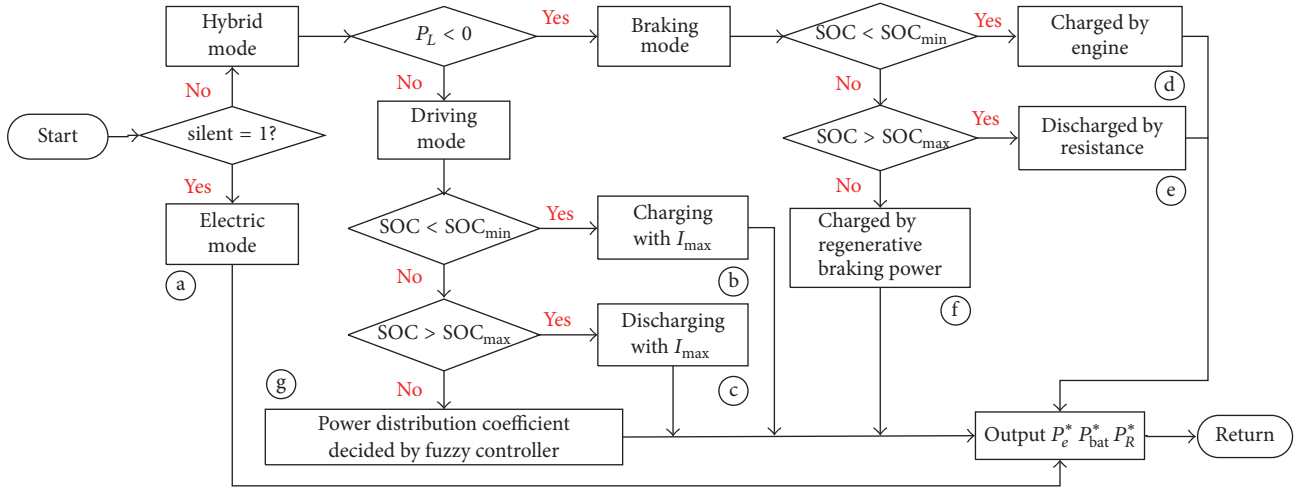 Start
silent = 1?
No
Yes
Hybrid
mode
Electric
mode
a
P_L < 0
Yes
No
Driving
mode
SOC < SOC_min
Yes
No
Charging
with I_max
b
SOC > SOC_max
Yes
No
Discharging
with I_max
c
g
Power distribution coefficient
decided by fuzzy controller
Braking
mode
SOC < SOC_min
Yes
No
Charged by
engine
d
SOC > SOC_max
Yes
No
Discharged by
resistance
e
Charged by
regenerative
braking power
f
Output P_e^* P_bat^* P_R^*
Return